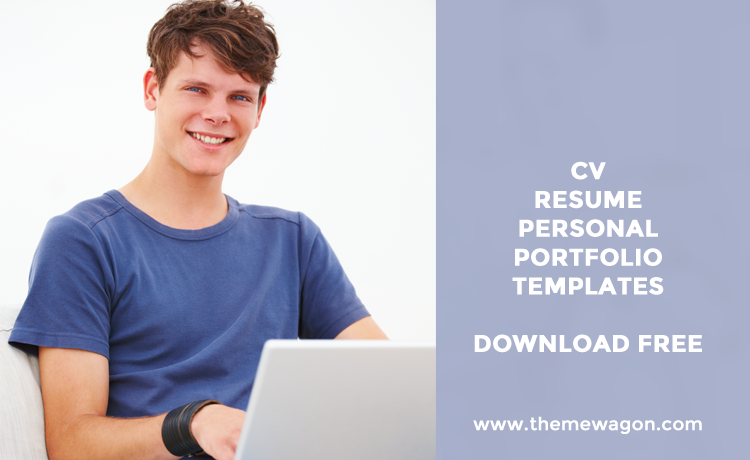 CV
RESUME
PERSONAL
PORTFOLIO
TEMPLATES
DOWNLOAD FREE
www.themewagon.com